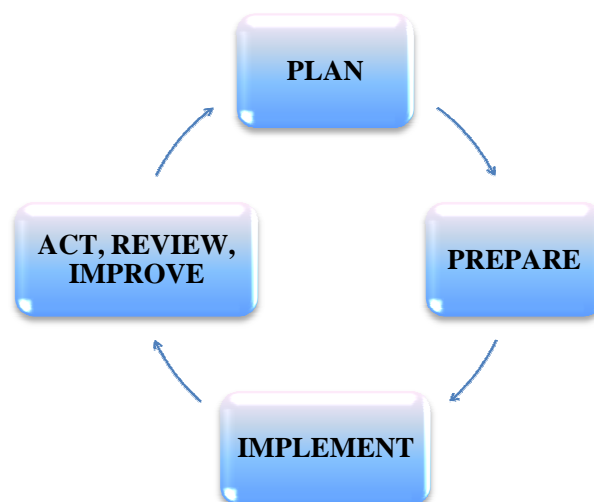 PLAN
PREPARE
IMPLEMENT
ACT, REVIEW,
IMPROVE